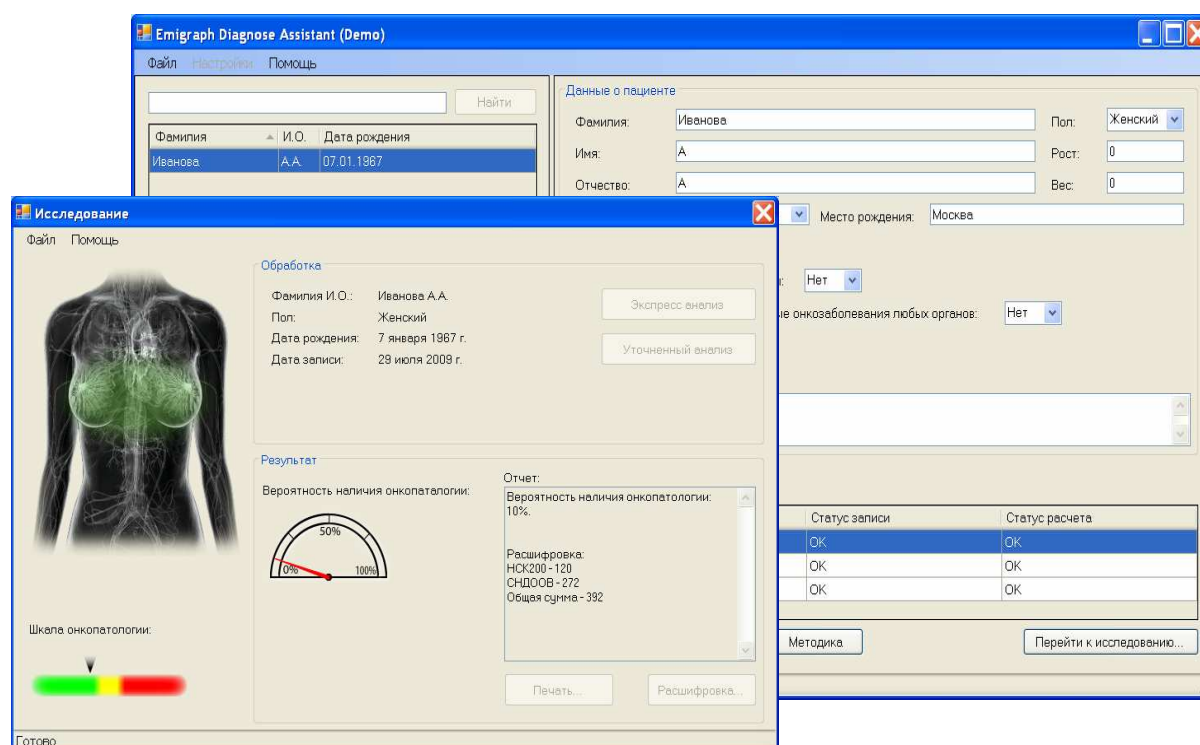 Emigraph Diagnose Assistant (Demo)
Файл Настройки Помощь
Найти
Фамилия И.О. Дата рождения
Иванова А.А. 07.01.1967
Данные о пациенте
Фамилия: Иванова Пол: Женский
Имя: А Рост: 0
Отчество: А Вес: 0
Место рождения: Москва
Нет
онкозаболевания любых органов: Нет
Статус записи Статус расчета
OK OK
OK OK
OK OK
Методика Перейти к исследованию...
Исследование
Файл Помощь
Обработка
Фамилия И.О.: Иванова А.А.
Пол: Женский
Дата рождения: 7 января 1967 г.
Дата записи: 29 июля 2009 г.
Экспресс анализ
Уточненный анализ
Результат
Вероятность наличия онкопаталогии:
50%
0% 100%
Отчет:
Вероятность наличия онкопатологии:
10%.
Расшифровка:
НСК200 - 120
СНДООВ - 272
Общая сумма - 392
Печать... Расшифровка...
Шкала онкопатологии:
Готово